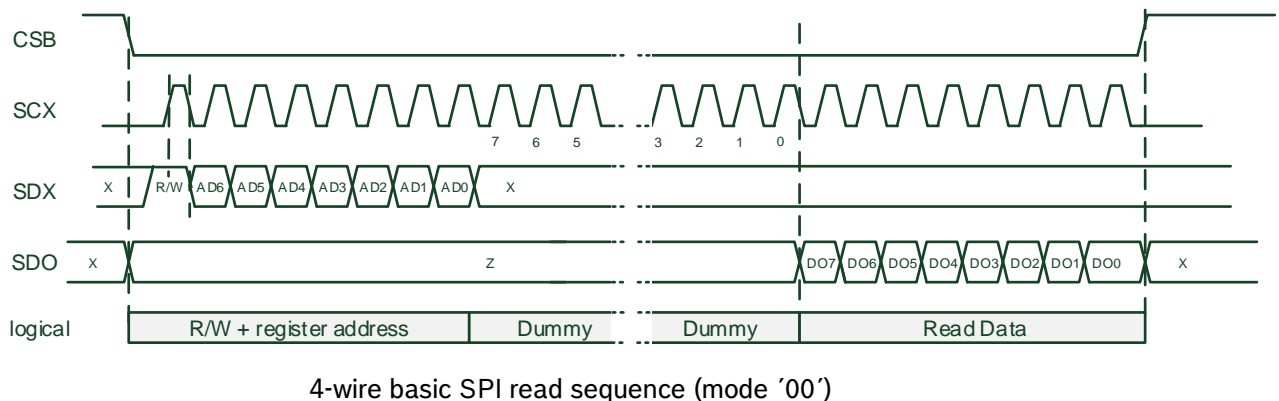 CSB
SCX
7 6 5 3 2 1 0
SDX X R/W AD6 AD5 AD4 AD3 AD2 AD1 AD0 X
SDO X Z DO7 DO6 DO5 DO4 DO3 DO2 DO1 DO0 X
logical R/W + register address Dummy Dummy Read Data
4-wire basic SPI read sequence (mode ´00´)